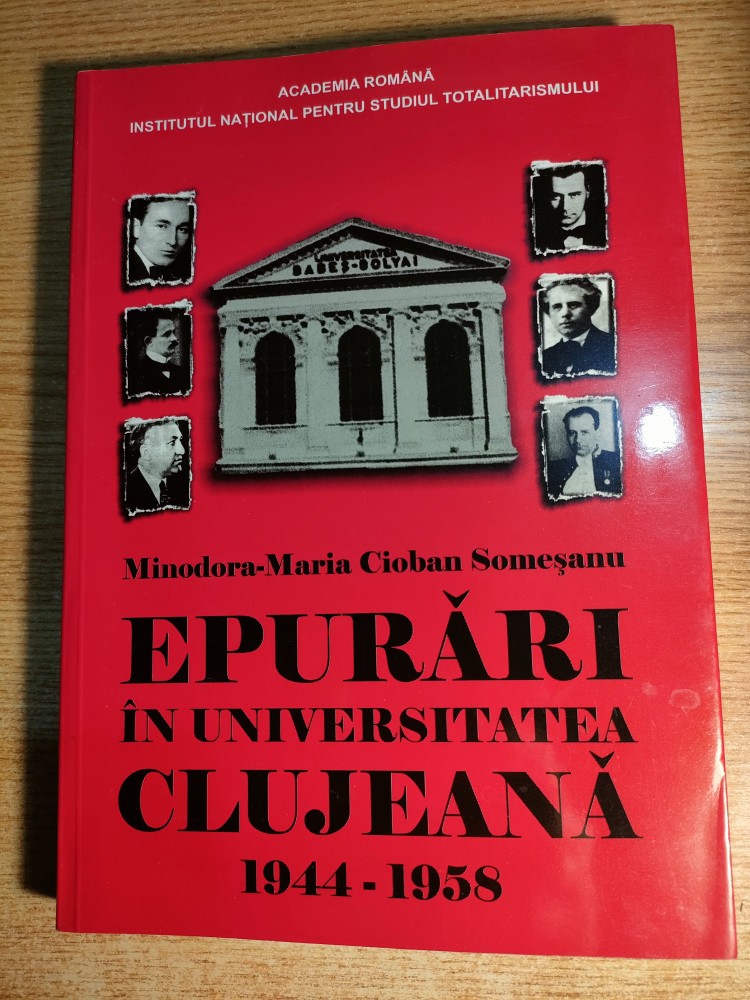 ACADEMIA ROMÂNĂ
INSTITUTUL NAȚIONAL PENTRU STUDIUL TOTALITARISMULUI
UNIVERSITATEA
BABEȘ-BOLYAI
Minodora-Maria Cioban Someșanu
EPURĂRI
ÎN UNIVERSITATEA
CLUJEANĂ
1944 - 1958